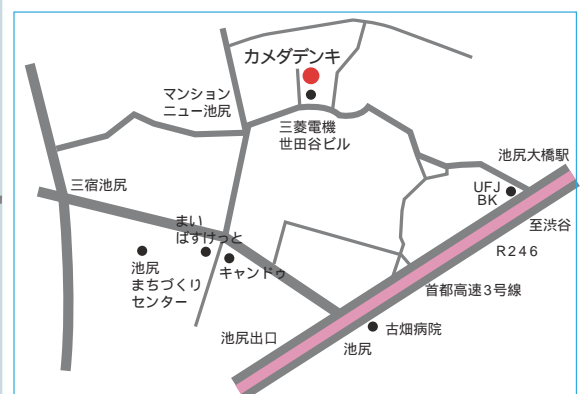 カメダデンキ
マンション
ニュー池尻
三菱電機
世田谷ビル
池尻大橋駅
三宿池尻
UFJ
BK
至渋谷
まい
ばすけっと
R246
池尻
まちづくり
センター
キャンドゥ
首都高速3号線
池尻出口
古畑病院
池尻